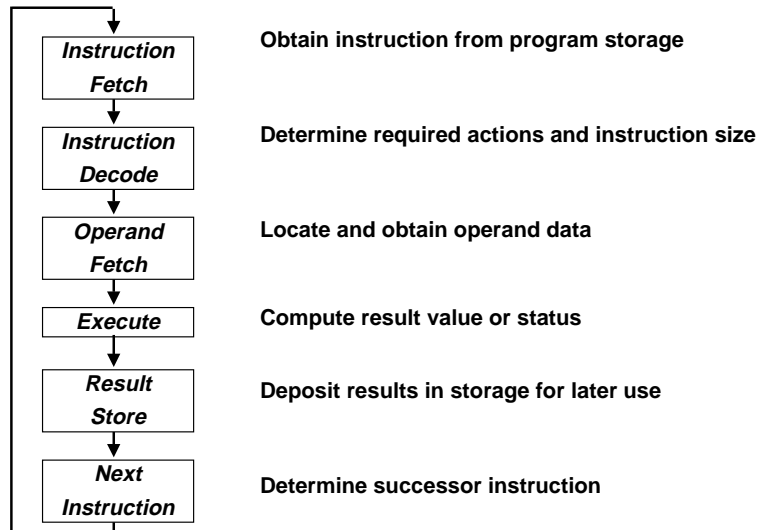 Instruction
Fetch
Obtain instruction from program storage
Instruction
Decode
Determine required actions and instruction size
Operand
Fetch
Locate and obtain operand data
Execute
Compute result value or status
Result
Store
Deposit results in storage for later use
Next
Instruction
Determine successor instruction